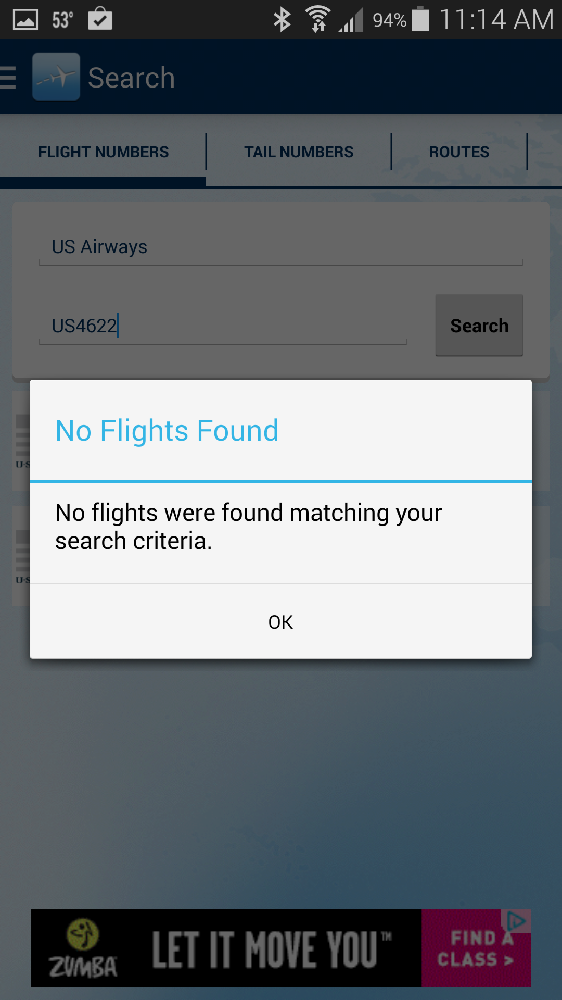 53°
94%
11:14 AM
Search
FLIGHT NUMBERS
TAIL NUMBERS
ROUTES
US Airways
US4622
Search
U·S
No Flights Found
No flights were found matching your
search criteria.
U·S
OK
ZUMBA
LET IT MOVE YOU™
FIND A
CLASS >